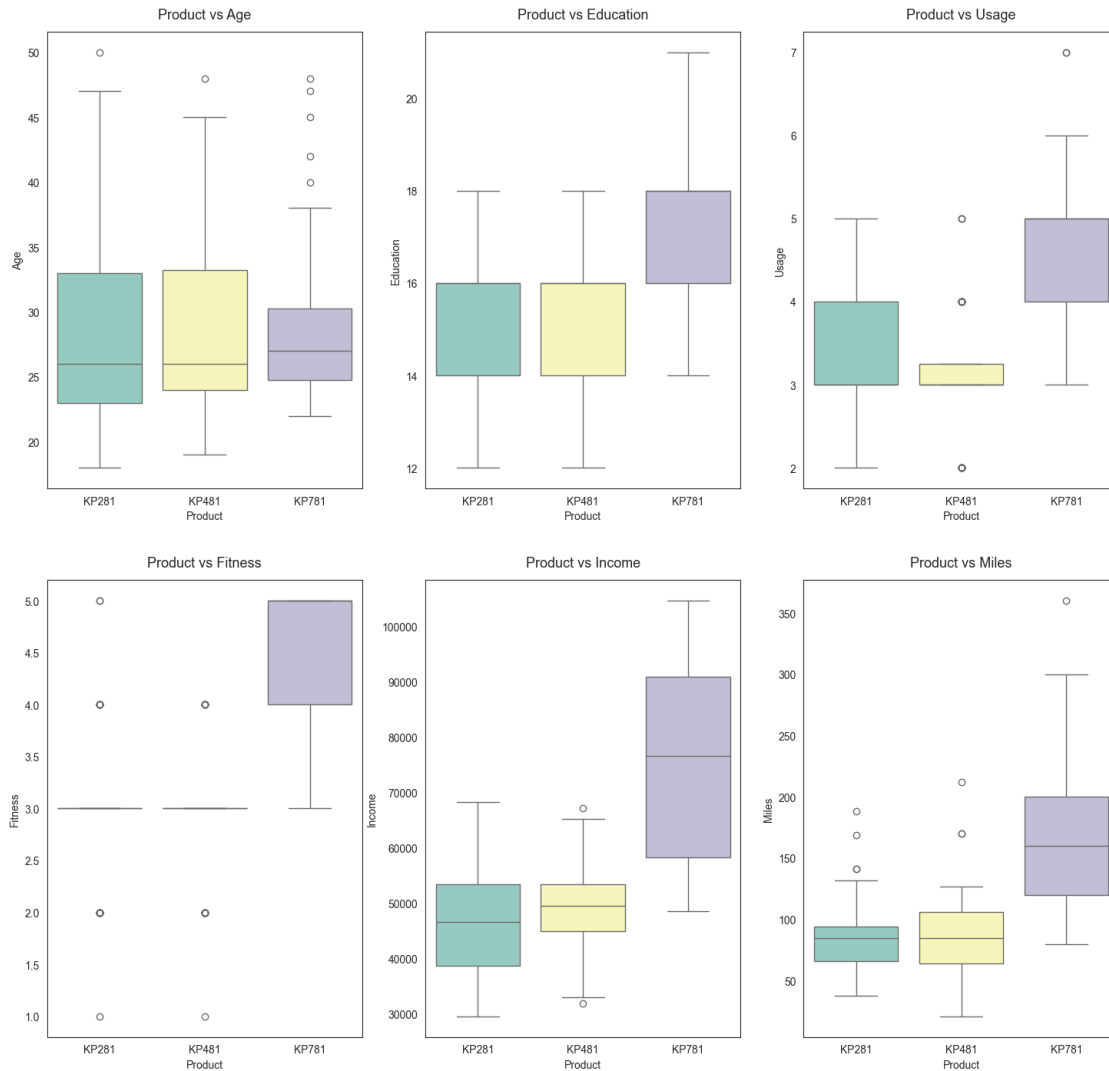 Product vs Age
Product vs Education
Product vs Usage
50
45
40
35
30
25
20
Age
KP281
KP481
KP781
Product
20
18
16
14
12
Education
KP281
KP481
KP781
Product
7
6
5
4
3
2
Usage
KP281
KP481
KP781
Product
Product vs Fitness
Product vs Income
Product vs Miles
5.0
4.5
4.0
3.5
3.0
2.5
2.0
1.5
1.0
Fitness
KP281
KP481
KP781
Product
100000
90000
80000
70000
60000
50000
40000
30000
Income
KP281
KP481
KP781
Product
350
300
250
200
150
100
50
Miles
KP281
KP481
KP781
Product